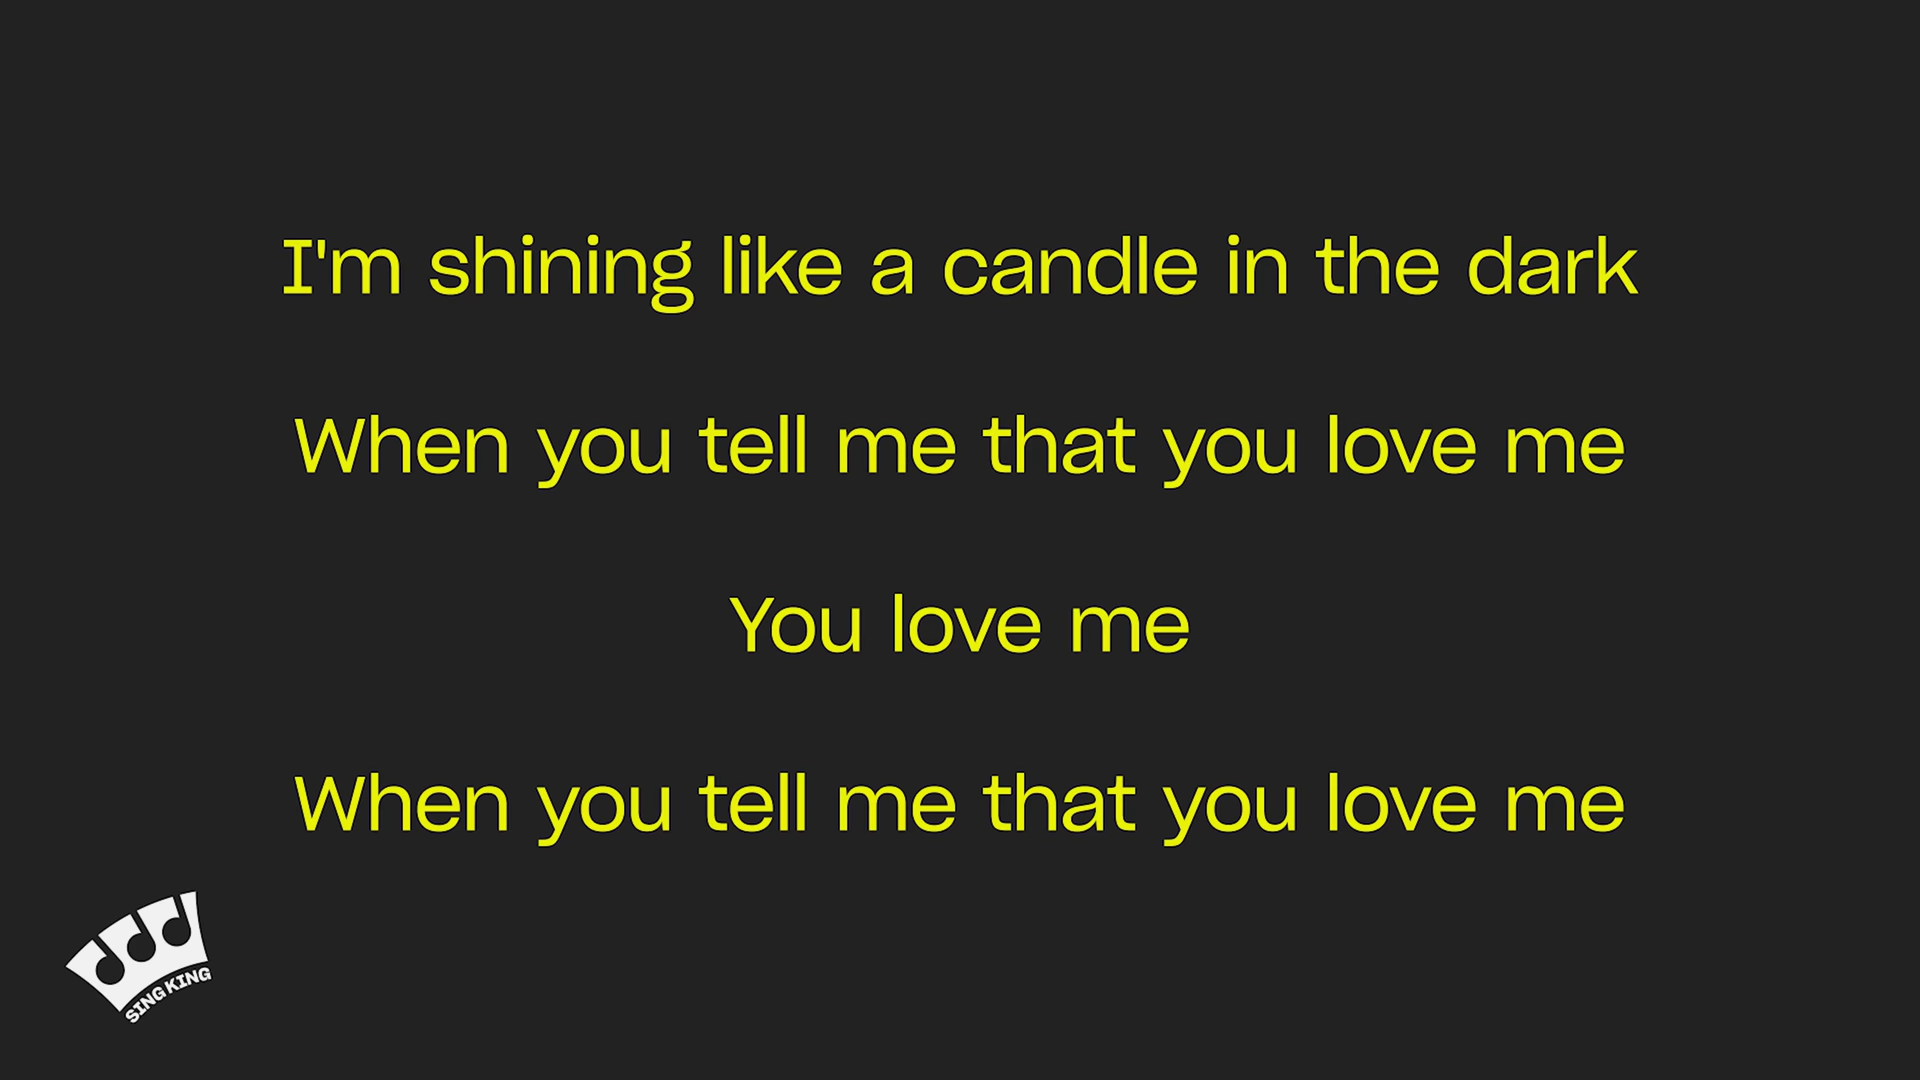 I'm shining like a candle in the dark
When you tell me that you love me
You love me
When you tell me that you love me
SING KING